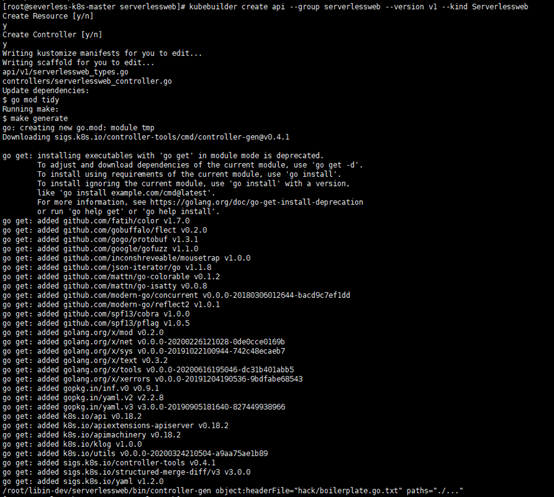 [root@severless-k8s-master serverlessweb]# kubebuilder create api --group serverlessweb --version v1 --kind Serverlessweb
Create Resource [y/n]
y
Create Controller [y/n]
y
Writing kustomize manifests for you to edit...
Writing scaffold for you to edit...
api/v1/serverlessweb_types.go
controllers/serverlessweb_controller.go
Update dependencies:
$ go mod tidy
Running make:
$ make generate
go: creating new go.mod: module tmp
Downloading sigs.k8s.io/controller-tools/cmd/controller-gen@v0.4.1
go get: installing executables with 'go get' in module mode is deprecated.
To adjust and download dependencies of the current module, use 'go get -d'.
To install using requirements of the current module, use 'go install'.
To install ignoring the current module, use 'go install' with a version,
like 'go install example.com/cmd@latest'.
For more information, see https://golang.org/doc/go-get-install-deprecation
or run 'go help get' or 'go help install'.
go get: added github.com/fatih/color v1.7.0
go get: added github.com/gobuffalo/flect v0.2.0
go get: added github.com/gogo/protobuf v1.3.1
go get: added github.com/google/gofuzz v1.1.0
go get: added github.com/inconshreveable/mousetrap v1.0.0
go get: added github.com/json-iterator/go v1.1.8
go get: added github.com/mattn/go-colorable v0.1.2
go get: added github.com/mattn/go-isatty v0.0.8
go get: added github.com/modern-go/concurrent v0.0.0-20180306012644-bacd9c7ef1dd
go get: added github.com/modern-go/reflect2 v1.0.1
go get: added github.com/spf13/cobra v1.0.0
go get: added github.com/spf13/pflag v1.0.5
go get: added golang.org/x/mod v0.2.0
go get: added golang.org/x/net v0.0.0-20200226121028-0de0cce0169b
go get: added golang.org/x/sys v0.0.0-20191022100944-742c48ecaeb7
go get: added golang.org/x/text v0.3.2
go get: added golang.org/x/tools v0.0.0-20200616195046-dc31b401abb5
go get: added golang.org/x/xerrors v0.0.0-20191204190536-9bdfabe68543
go get: added gopkg.in/inf.v0 v0.9.1
go get: added gopkg.in/yaml.v2 v2.2.8
go get: added gopkg.in/yaml.v3 v3.0.0-20190905181640-827449938966
go get: added k8s.io/api v0.18.2
go get: added k8s.io/apiextensions-apiserver v0.18.2
go get: added k8s.io/apimachinery v0.18.2
go get: added k8s.io/klog v1.0.0
go get: added k8s.io/utils v0.0.0-20200324210504-a9aa75ae1b89
go get: added sigs.k8s.io/controller-tools v0.4.1
go get: added sigs.k8s.io/structured-merge-diff/v3 v3.0.0
go get: added sigs.k8s.io/yaml v1.2.0
/root/libin-dev/serverlessweb/bin/controller-gen object:headerFile="hack/boilerplate.go.txt" paths="./..."